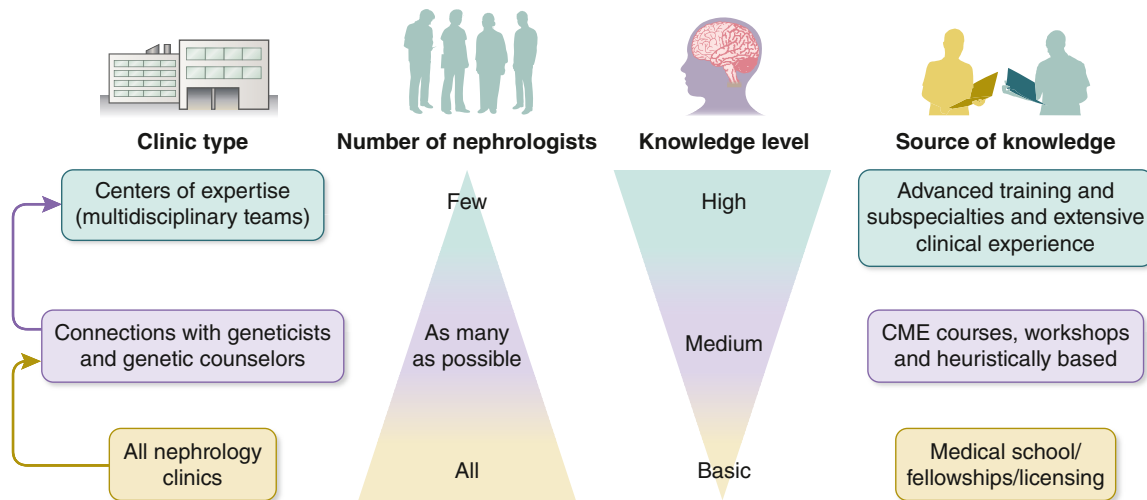 Clinic type
Number of nephrologists
Knowledge level
Source of knowledge
Centers of expertise
(multidisciplinary teams)
Few
High
Advanced training and
subspecialties and extensive
clinical experience
Connections with geneticists
and genetic counselors
As many
as possible
Medium
CME courses, workshops
and heuristically based
All nephrology
clinics
All
Basic
Medical school/
fellowships/licensing